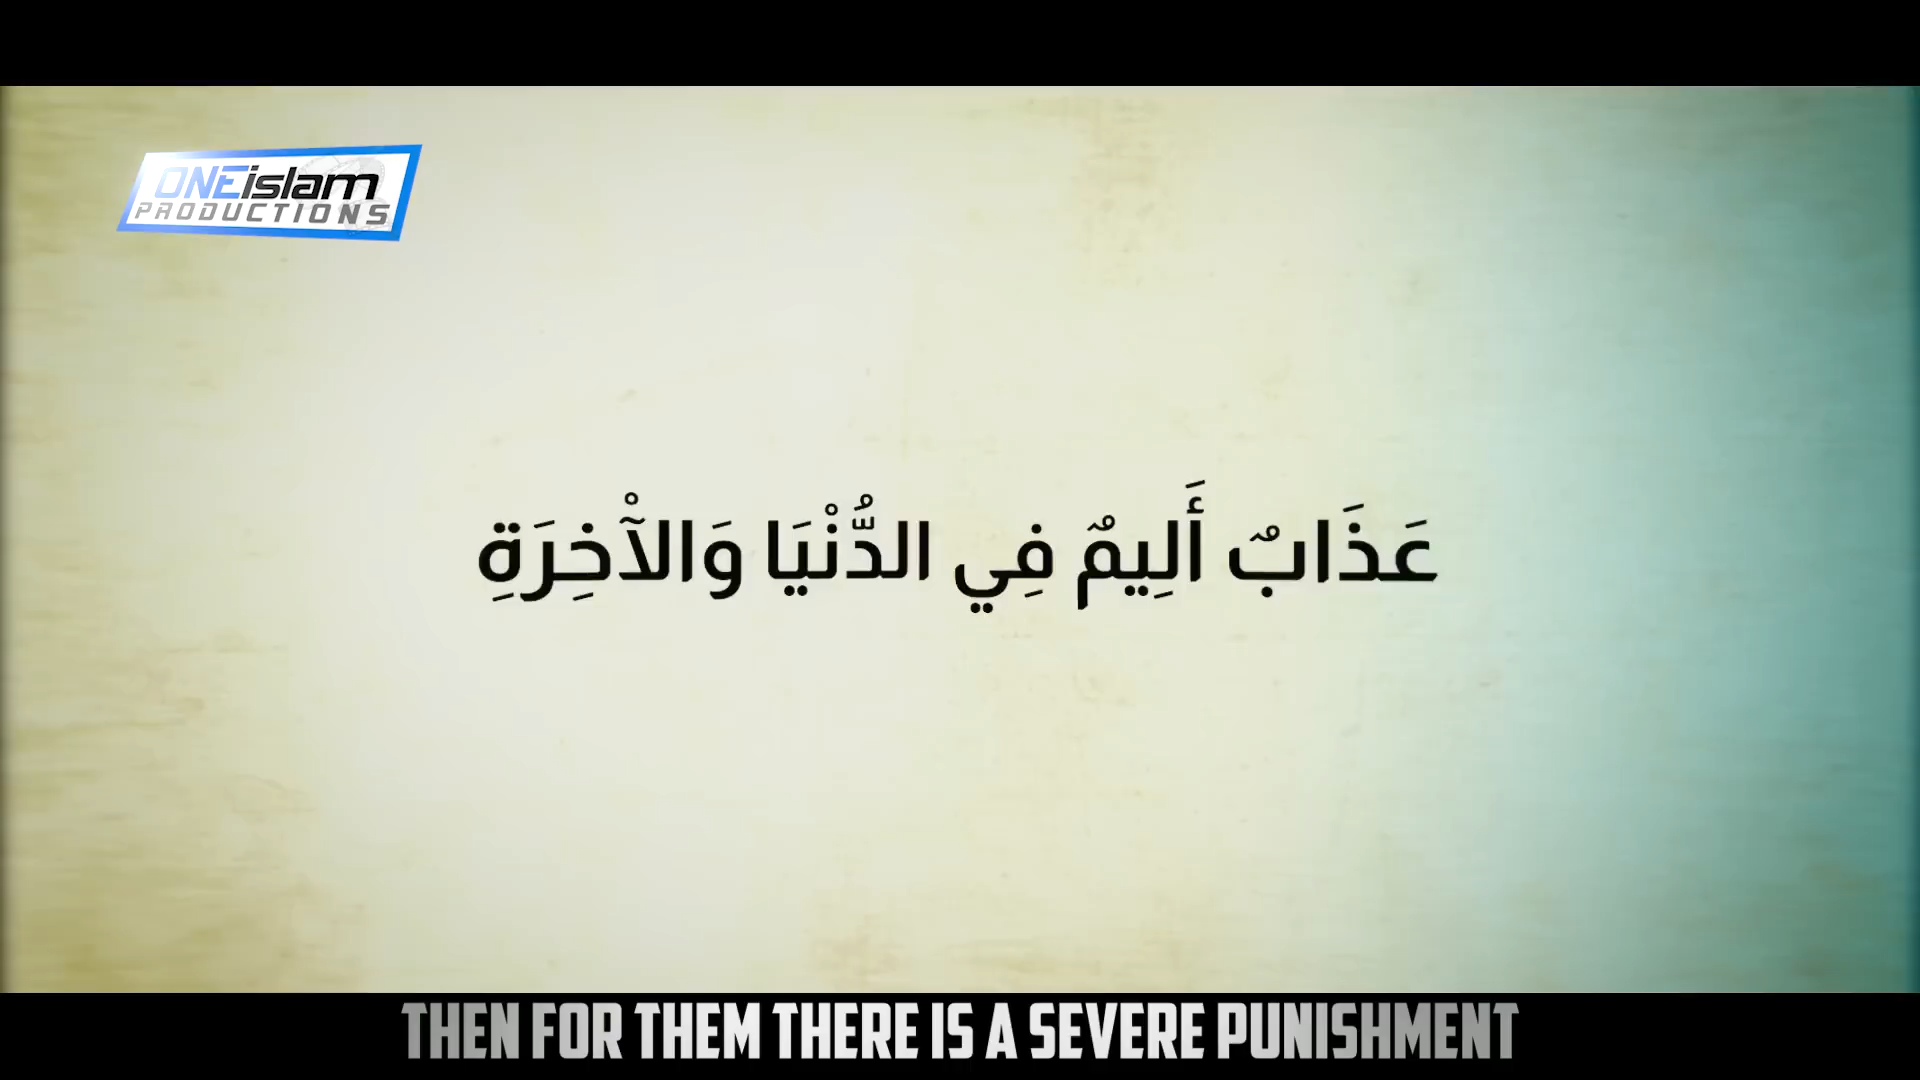 ONEislam
PRODUCTIONS
عَذَابٌ أَلِيمٌ فِي الدُّنْيَا وَالْآخِرَةِ
THEN FOR THEM THERE IS A SEVERE PUNISHMENT